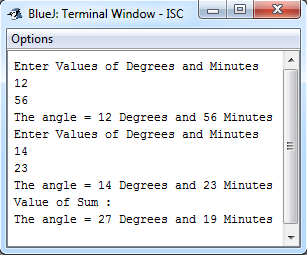 BlueJ: Terminal Window - ISC
Options
Enter Values of Degrees and Minutes
12
56
The angle = 12 Degrees and 56 Minutes
Enter Values of Degrees and Minutes
14
23
The angle = 14 Degrees and 23 Minutes
Value of Sum :
The angle = 27 Degrees and 19 Minutes